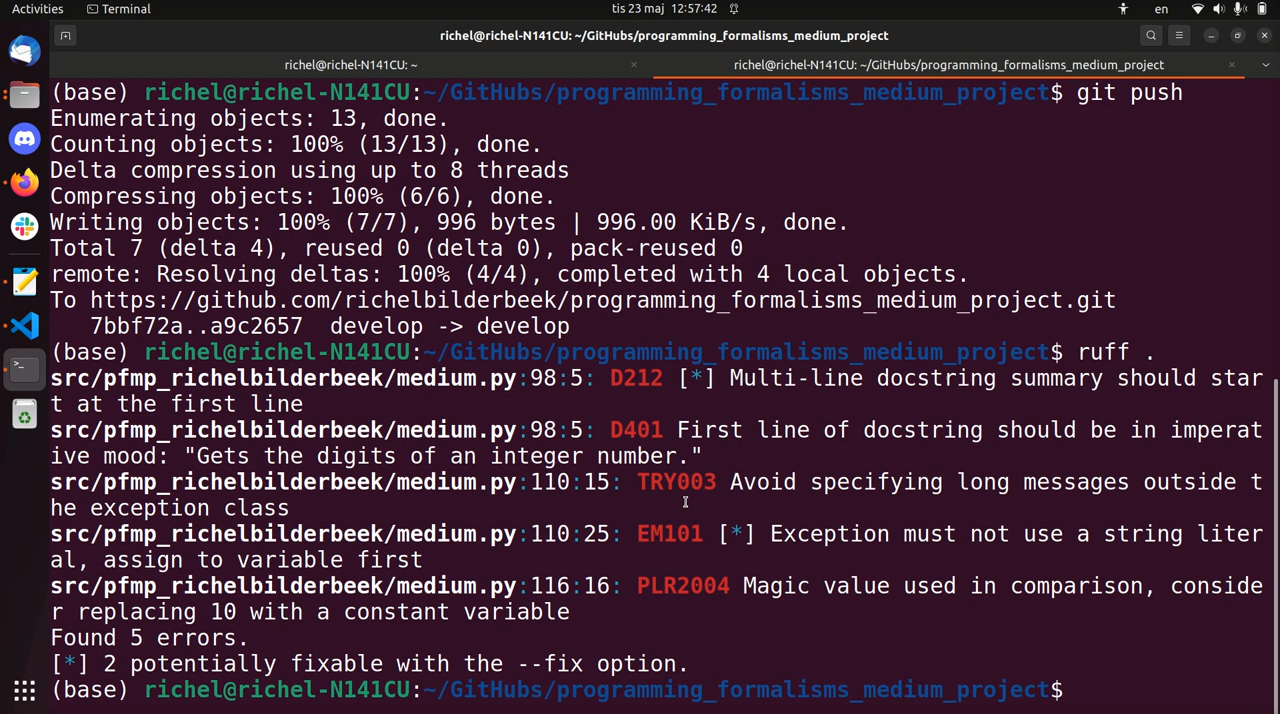 Activities
Terminal
tis 23 maj 12:57:42
en
richel@richel-N141CU: ~/GitHubs/programming_formalisms_medium_project
richel@richel-N141CU: ~
richel@richel-N141CU: ~/GitHubs/programming_formalisms_medium_project
(base) richel@richel-N141CU:~/GitHubs/programming_formalisms_medium_project$ git push
Enumerating objects: 13, done.
Counting objects: 100% (13/13), done.
Delta compression using up to 8 threads
Compressing objects: 100% (6/6), done.
Writing objects: 100% (7/7), 996 bytes | 996.00 KiB/s, done.
Total 7 (delta 4), reused 0 (delta 0), pack-reused 0
remote: Resolving deltas: 100% (4/4), completed with 4 local objects.
To https://github.com/richelbilderbeek/programming_formalisms_medium_project.git
   7bbf72a..a9c2657  develop -> develop
(base) richel@richel-N141CU:~/GitHubs/programming_formalisms_medium_project$ ruff .
src/pfmp_richelbilderbeek/medium.py:98:5: D212 [*] Multi-line docstring summary should star
t at the first line
src/pfmp_richelbilderbeek/medium.py:98:5: D401 First line of docstring should be in imperat
ive mood: "Gets the digits of an integer number."
src/pfmp_richelbilderbeek/medium.py:110:15: TRY003 Avoid specifying long messages outside t
he exception class
src/pfmp_richelbilderbeek/medium.py:110:25: EM101 [*] Exception must not use a string liter
al, assign to variable first
src/pfmp_richelbilderbeek/medium.py:116:16: PLR2004 Magic value used in comparison, conside
r replacing 10 with a constant variable
Found 5 errors.
[*] 2 potentially fixable with the --fix option.
(base) richel@richel-N141CU:~/GitHubs/programming_formalisms_medium_project$